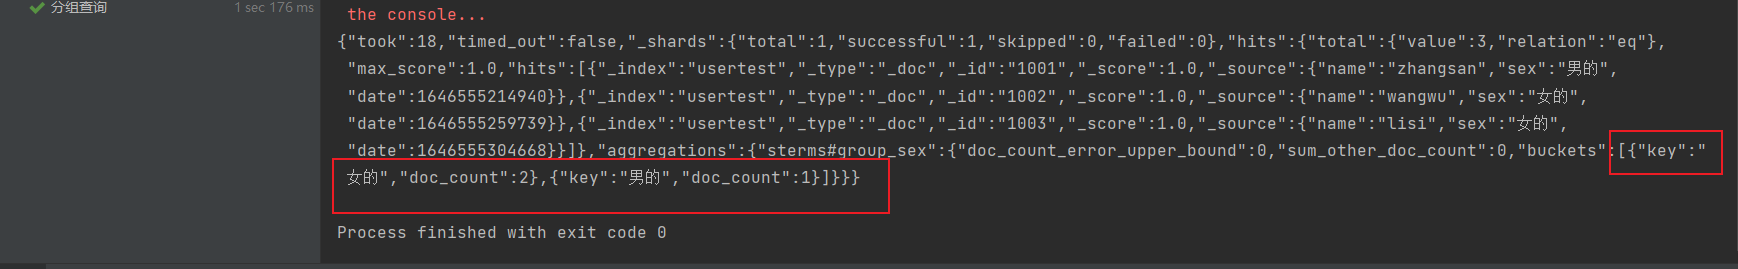 分组查询 1 sec 176 ms
the console...
{"took":18,"timed_out":false,"_shards":{"total":1,"successful":1,"skipped":0,"failed":0},"hits":{"total":{"value":3,"relation":"eq"},
"max_score":1.0,"hits":[{"_index":"usertest","_type":"_doc","_id":"1001","_score":1.0,"_source":{"name":"zhangsan","sex":"男的",
"date":1646555214940}},{"_index":"usertest","_type":"_doc","_id":"1002","_score":1.0,"_source":{"name":"wangwu","sex":"女的",
"date":1646555259739}},{"_index":"usertest","_type":"_doc","_id":"1003","_score":1.0,"_source":{"name":"lisi","sex":"女的",
"date":1646555304668}}]},"aggregations":{"sterms#group_sex":{"doc_count_error_upper_bound":0,"sum_other_doc_count":0,"buckets":[{"key":"
女的","doc_count":2},{"key":"男的","doc_count":1}]}}}
Process finished with exit code 0